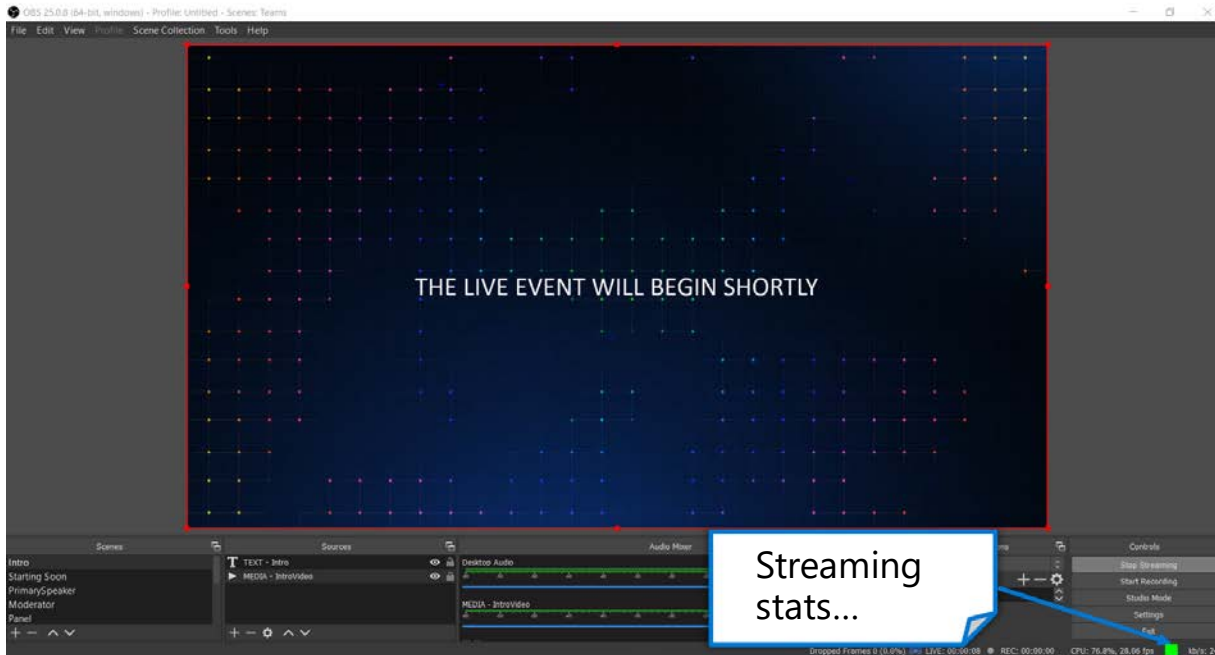 OBS 25.0.8 (64-bit, windows) - Profile: Untitled - Scenes: Teams
File Edit View Profile Scene Collection Tools Help
THE LIVE EVENT WILL BEGIN SHORTLY
Scenes
Sources
Audio Mixer
Controls
Intro
Starting Soon
PrimarySpeaker
Moderator
Panel
TEXT - Intro
MEDIA - IntroVideo
Desktop Audio
MEDIA - IntroVideo
Streaming
stats...
Stop Streaming
Start Recording
Studio Mode
Settings
Exit
Dropped Frames 0 (0.0%) LIVE: 00:00:08 REC: 00:00:00 CPU: 76.8%, 28.06 fps kb/s: